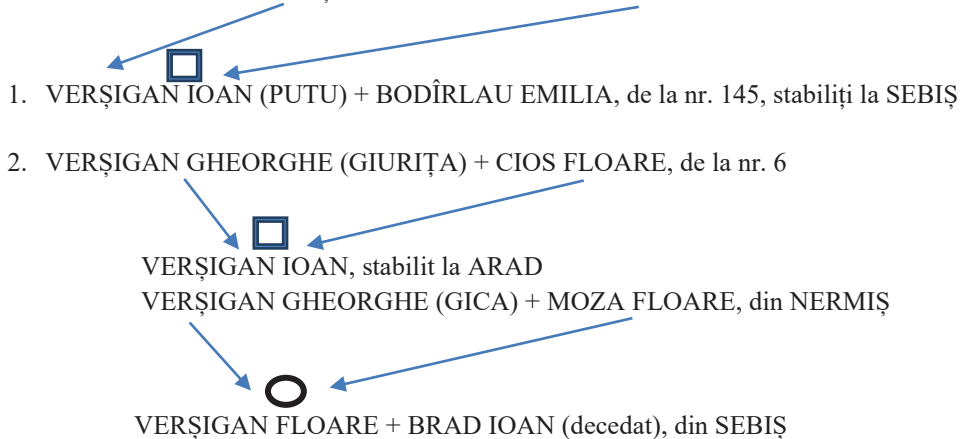 1. VERȘIGAN IOAN (PUTU) + BODÎRLAU EMILIA, de la nr. 145, stabiliți la SEBIȘ
2. VERȘIGAN GHEORGHE (GIURIȚA) + CIOS FLOARE, de la nr. 6
VERȘIGAN IOAN, stabilit la ARAD
VERȘIGAN GHEORGHE (GICA) + MOZA FLOARE, din NERMIȘ
VERȘIGAN FLOARE + BRAD IOAN (decedat), din SEBIȘ